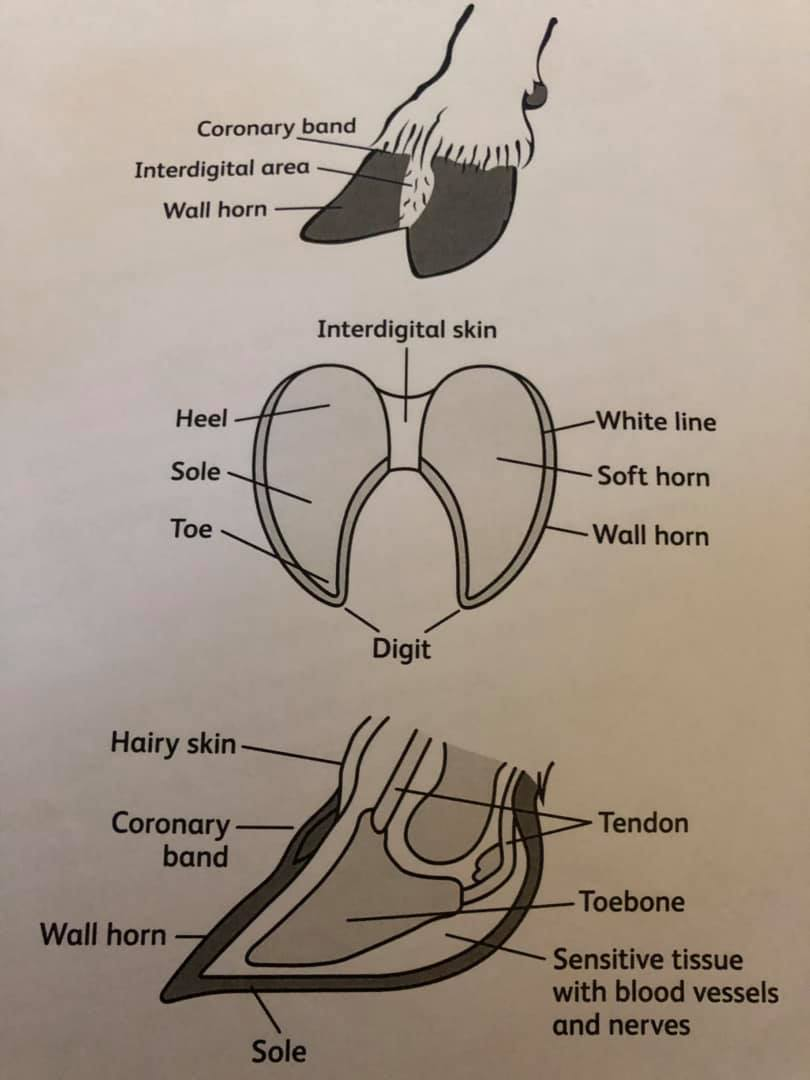 Coronary band
Interdigital area
Wall horn
Interdigital skin
Heel
White line
Sole
Soft horn
Toe
Wall horn
Digit
Hairy skin
Coronary
band
Tendon
Toebone
Wall horn
Sensitive tissue
with blood vessels
and nerves
Sole